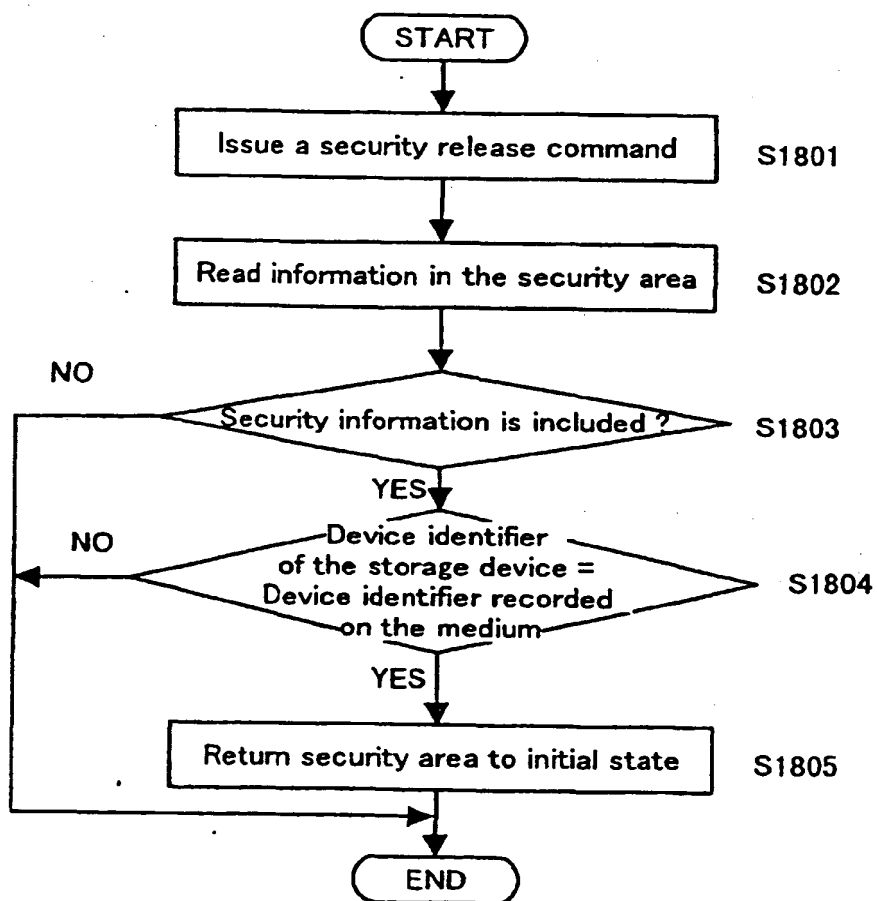 START
Issue a security release command
S1801
Read information in the security area
S1802
NO
Security information is included ?
S1803
YES
NO
Device identifier
of the storage device =
Device identifier recorded
on the medium
S1804
YES
Return security area to initial state
S1805
END